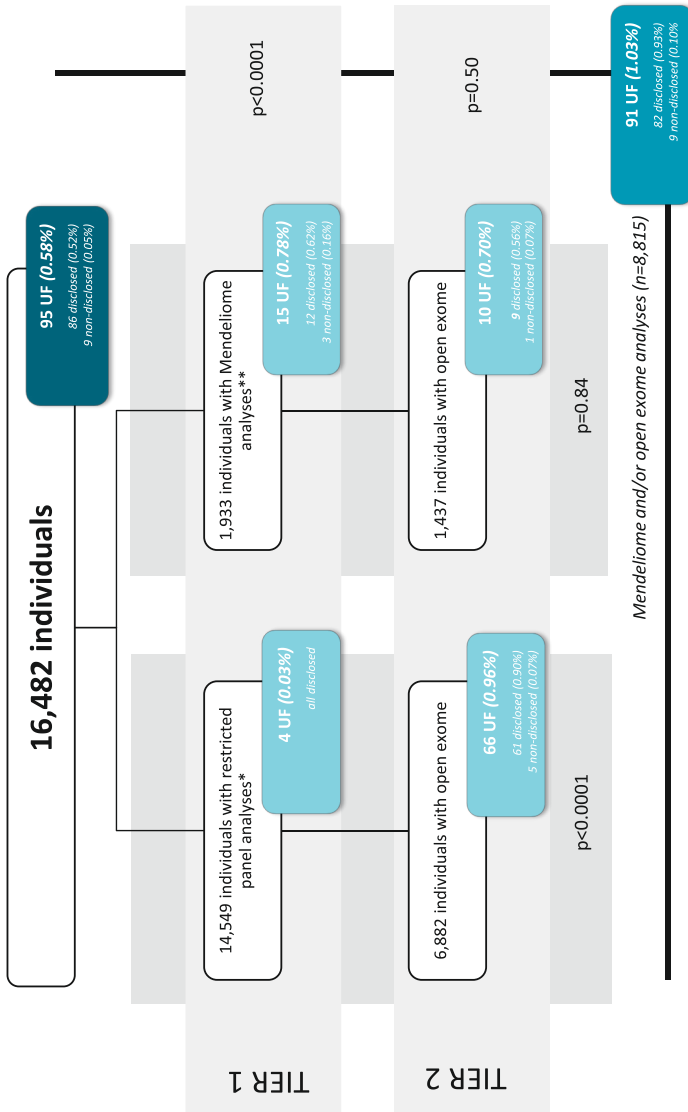 16,482 individuals
95 UF (0.58%)
86 disclosed (0.52%)
9 non-disclosed (0.05%)
TIER 1
14,549 individuals with restricted
panel analyses*
4 UF (0.03%)
all disclosed
1,933 individuals with Mendeliome
analyses**
15 UF (0.78%)
12 disclosed (0.62%)
3 non-disclosed (0.16%)
p<0.0001
TIER 2
6,882 individuals with open exome
66 UF (0.96%)
61 disclosed (0.90%)
5 non-disclosed (0.07%)
1,437 individuals with open exome
10 UF (0.70%)
9 disclosed (0.56%)
1 non-disclosed (0.07%)
p=0.50
p<0.0001
p=0.84
Mendeliome and/or open exome analyses (n=8,815)
91 UF (1.03%)
82 disclosed (0.93%)
9 non-disclosed (0.10%